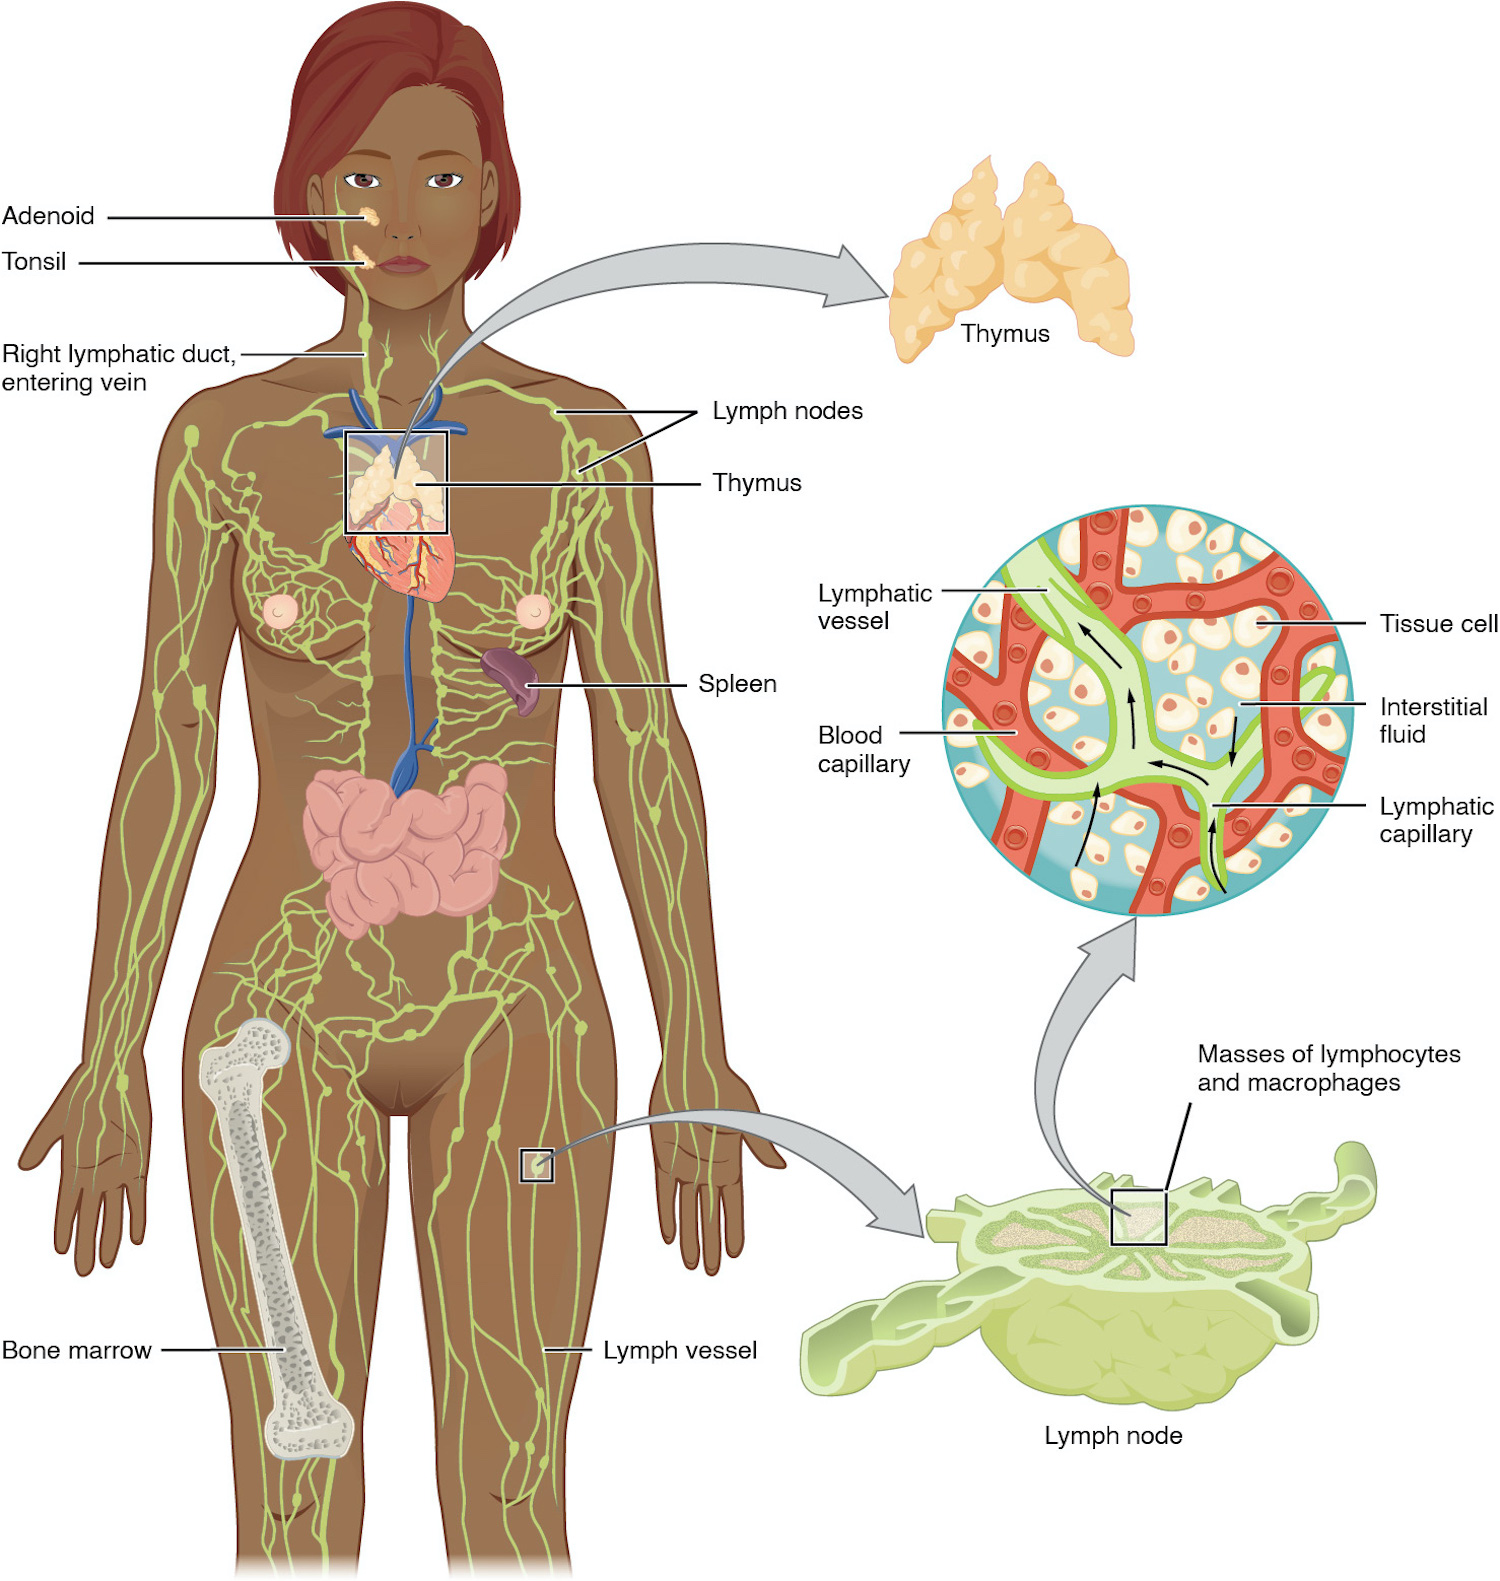 Adenoid
Tonsil
Right lymphatic duct,
entering vein
Thymus
Lymph nodes
Thymus
Spleen
Lymphatic
vessel
Blood
capillary
Tissue cell
Interstitial
fluid
Lymphatic
capillary
Masses of lymphocytes
and macrophages
Bone marrow
Lymph vessel
Lymph node